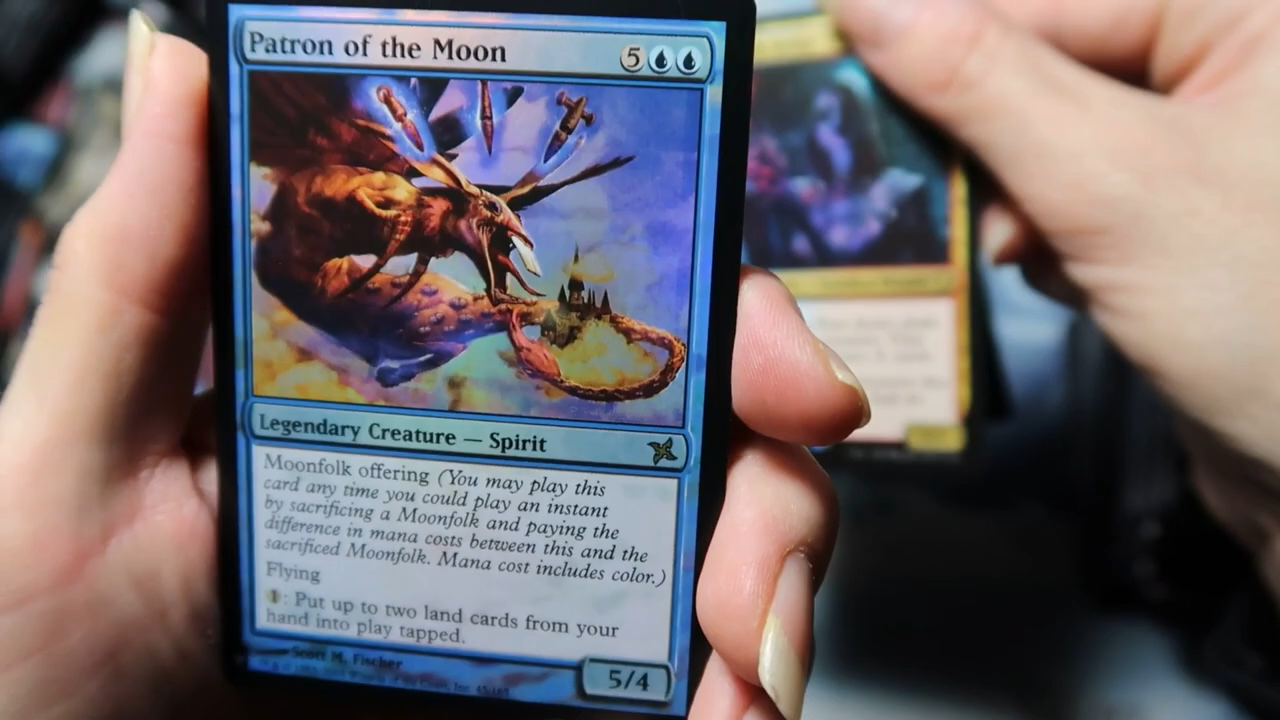 Patron of the Moon
5
Legendary Creature — Spirit
Moonfolk offering (You may play this
card any time you could play an instant
by sacrificing a Moonfolk and paying the
difference in mana costs between this and the
sacrificed Moonfolk. Mana cost includes color.)
Flying
1: Put up to two land cards from your
hand into play tapped.
Scott M. Fischer
45/165
5/4